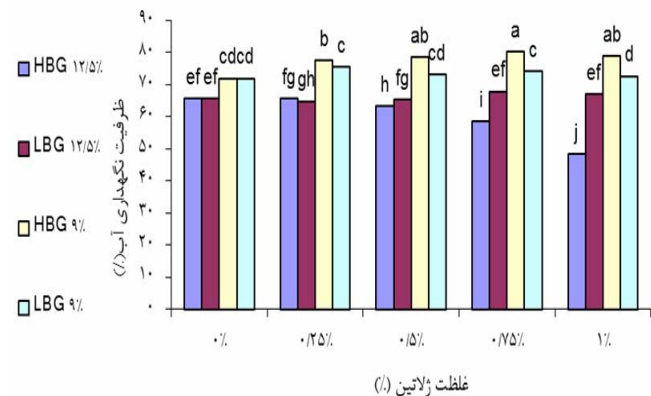 HBG ۱۲/۵٪
LBG ۱۲/۵٪
HBG ۹٪
LBG ۹٪
ظرفیت نگهداری آب(٪)
۹۰
۸۰
۷۰
۶۰
۵۰
۴۰
۳۰
۲۰
۱۰
۰
ef ef cd cd
fg gh b c
h fg ab cd
i ef a c
j ef ab d
۰٪ ۰/۲۵٪ ۰/۵٪ ۰/۷۵٪ ۱٪
غلظت ژلاتین (٪)